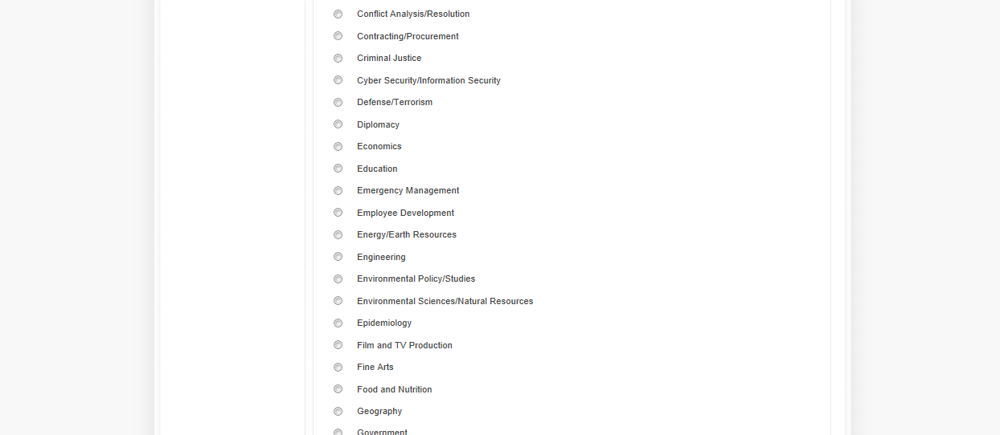 Conflict Analysis/Resolution
Contracting/Procurement
Criminal Justice
Cyber Security/Information Security
Defense/Terrorism
Diplomacy
Economics
Education
Emergency Management
Employee Development
Energy/Earth Resources
Engineering
Environmental Policy/Studies
Environmental Sciences/Natural Resources
Epidemiology
Film and TV Production
Fine Arts
Food and Nutrition
Geography
Government